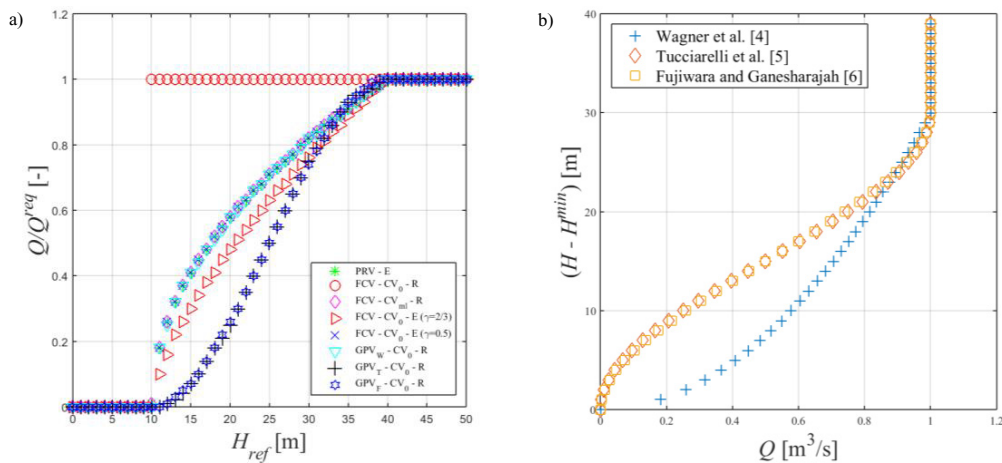 a)
1.2
1
0.8
0.6
0.4
0.2
0
Q/Q^req [-]
0 5 10 15 20 25 30 35 40 45 50
H_ref [m]
PRV - E
FCV - CV_0 - R
FCV - CV_ml - R
FCV - CV_0 - E (γ=2/3)
FCV - CV_0 - E (γ=0.5)
GPV_W - CV_0 - R
GPV_T - CV_0 - R
GPV_F - CV_0 - R
b)
40
30
20
10
0
(H - H^min) [m]
0 0.2 0.4 0.6 0.8 1 1.2
Q [m³/s]
Wagner et al. [4]
Tucciarelli et al. [5]
Fujiwara and Ganesharajah [6]